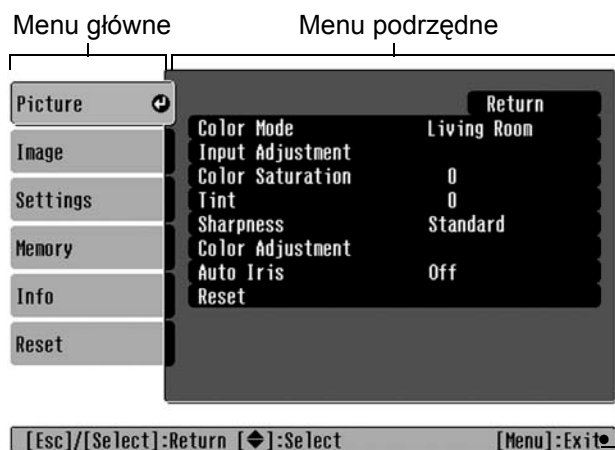 Menu główne
Menu podrzędne
Picture
Image
Settings
Memory
Info
Reset
Return
Color Mode Living Room
Input Adjustment
Color Saturation 0
Tint 0
Sharpness Standard
Color Adjustment
Auto Iris Off
Reset
[Esc]/[Select]:Return [◆]:Select [Menu]:Exit